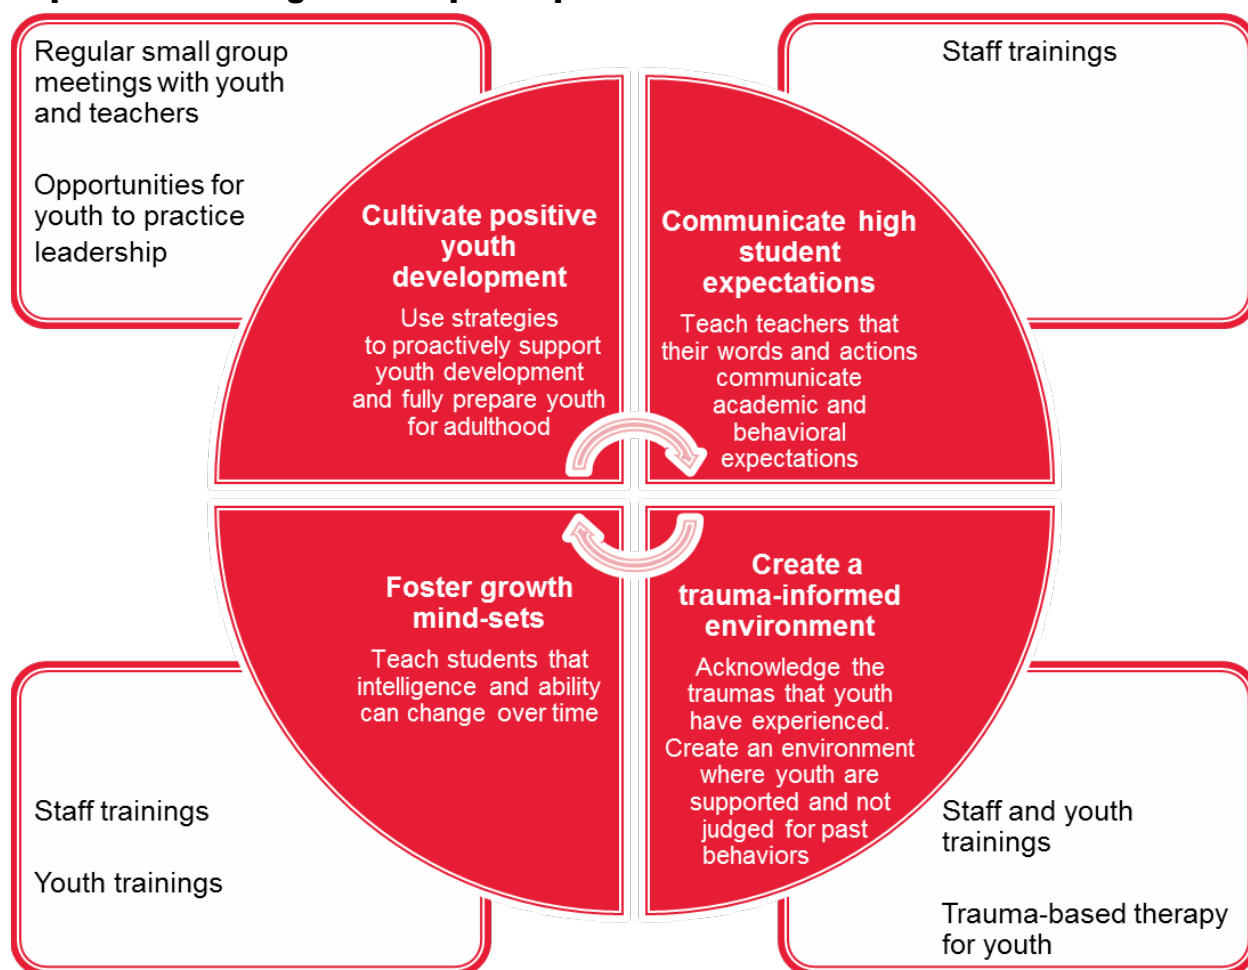 Regular small group
meetings with youth
and teachers
Opportunities for
youth to practice
leadership
Cultivate positive
youth
development
Use strategies
to proactively support
youth development
and fully prepare youth
for adulthood
Staff trainings
Communicate high
student
expectations
Teach teachers that
their words and actions
communicate
academic and
behavioral
expectations
Foster growth
mind-sets
Teach students that
intelligence and ability
can change over time
Staff trainings
Youth trainings
Create a
trauma-informed
environment
Acknowledge the
traumas that youth
have experienced.
Create an environment
where youth are
supported and not
judged for past
behaviors
Staff and youth
trainings
Trauma-based therapy
for youth